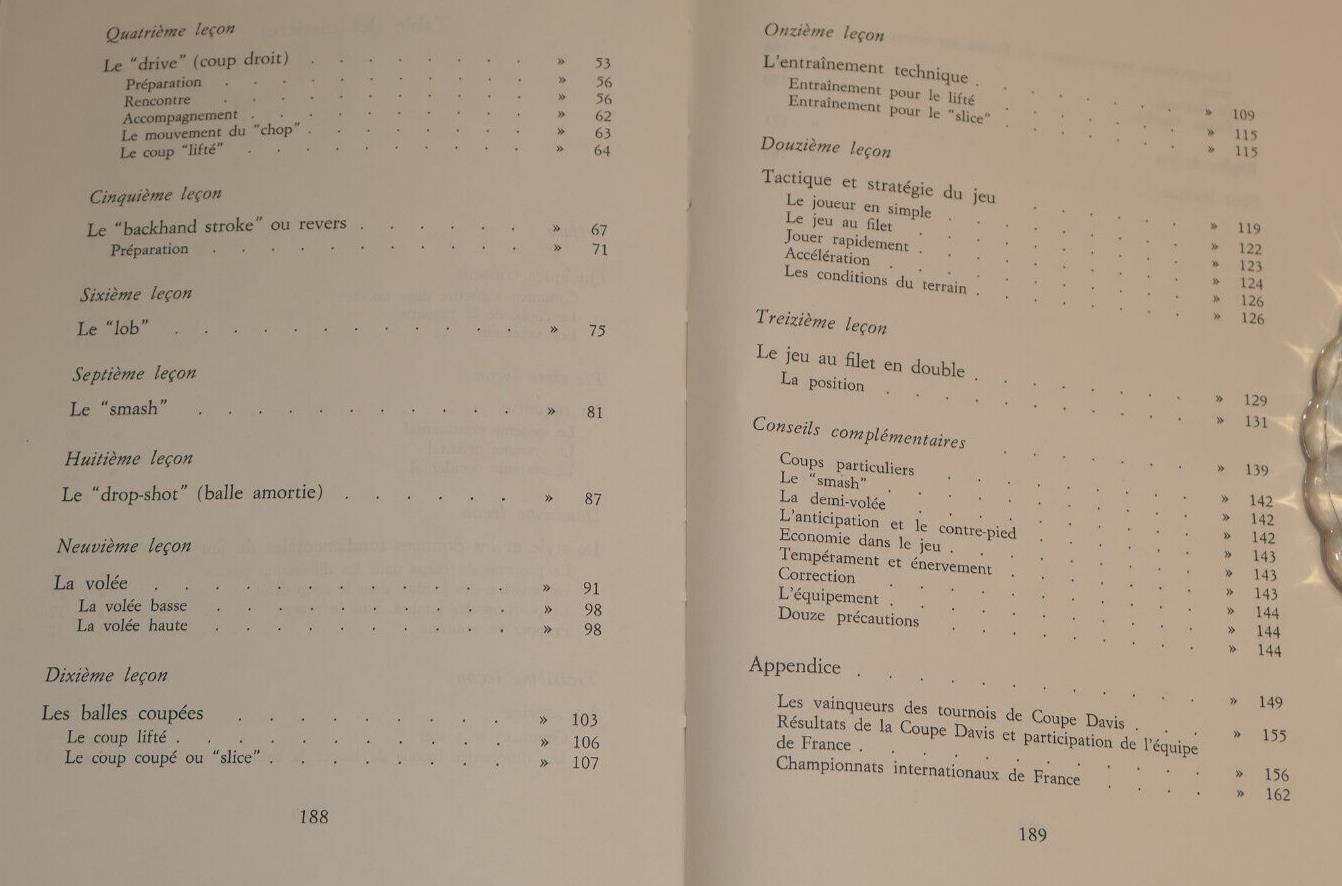 Quatrième leçon
Le “drive” (coup droit) . . . . . . . . » 53
Préparation . . . . . . . . . . . » 56
Rencontre . . . . . . . . . . . » 56
Accompagnement . . . . . . . . . . » 62
Le mouvement du “chop” . . . . . . . . » 63
Le coup “lifté” . . . . . . . . . . » 64
Cinquième leçon
Le “backhand stroke” ou revers . . . . . . . » 67
Préparation . . . . . . . . . . . » 71
Sixième leçon
Le “lob” . . . . . . . . . . . . » 75
Septième leçon
Le “smash” . . . . . . . . . . . » 81
Huitième leçon
Le “drop-shot” (balle amortie) . . . . . . » 87
Neuvième leçon
La volée . . . . . . . . . . . . » 91
La volée basse . . . . . . . . . . » 98
La volée haute . . . . . . . . . . » 98
Dixième leçon
Les balles coupées . . . . . . . . . » 103
Le coup lifté . . . . . . . . . . . » 106
Le coup coupé ou “slice” . . . . . . . . » 107
188
Onzième leçon
L'entraînement technique . . . . . . . . » 109
Entraînement pour le lifté . . . . . . » 115
Entraînement pour le “slice” . . . . . . » 115
Douzième leçon
Tactique et stratégie du jeu . . . . . . » 119
Le joueur en simple . . . . . . . . » 122
Le jeu au filet . . . . . . . . . » 123
Jouer rapidement . . . . . . . . . » 124
Accélération . . . . . . . . . . » 126
Les conditions du terrain . . . . . . . » 126
Treizième leçon
Le jeu au filet en double . . . . . . . » 129
La position . . . . . . . . . . » 131
Conseils complémentaires . . . . . . . » 139
Coups particuliers . . . . . . . . » 142
Le “smash” . . . . . . . . . . » 142
La demi-volée . . . . . . . . . » 142
L'anticipation et le contre-pied . . . . . » 143
Economie dans le jeu . . . . . . . . » 143
Tempérament et énervement . . . . . . » 143
Correction . . . . . . . . . . » 144
L'équipement . . . . . . . . . . » 144
Douze précautions . . . . . . . . » 144
Appendice . . . . . . . . . . . » 149
Les vainqueurs des tournois de Coupe Davis . . . » 155
Résultats de la Coupe Davis et participation de l'équipe
de France . . . . . . . . . . . » 156
Championnats internationaux de France . . . . » 162
189